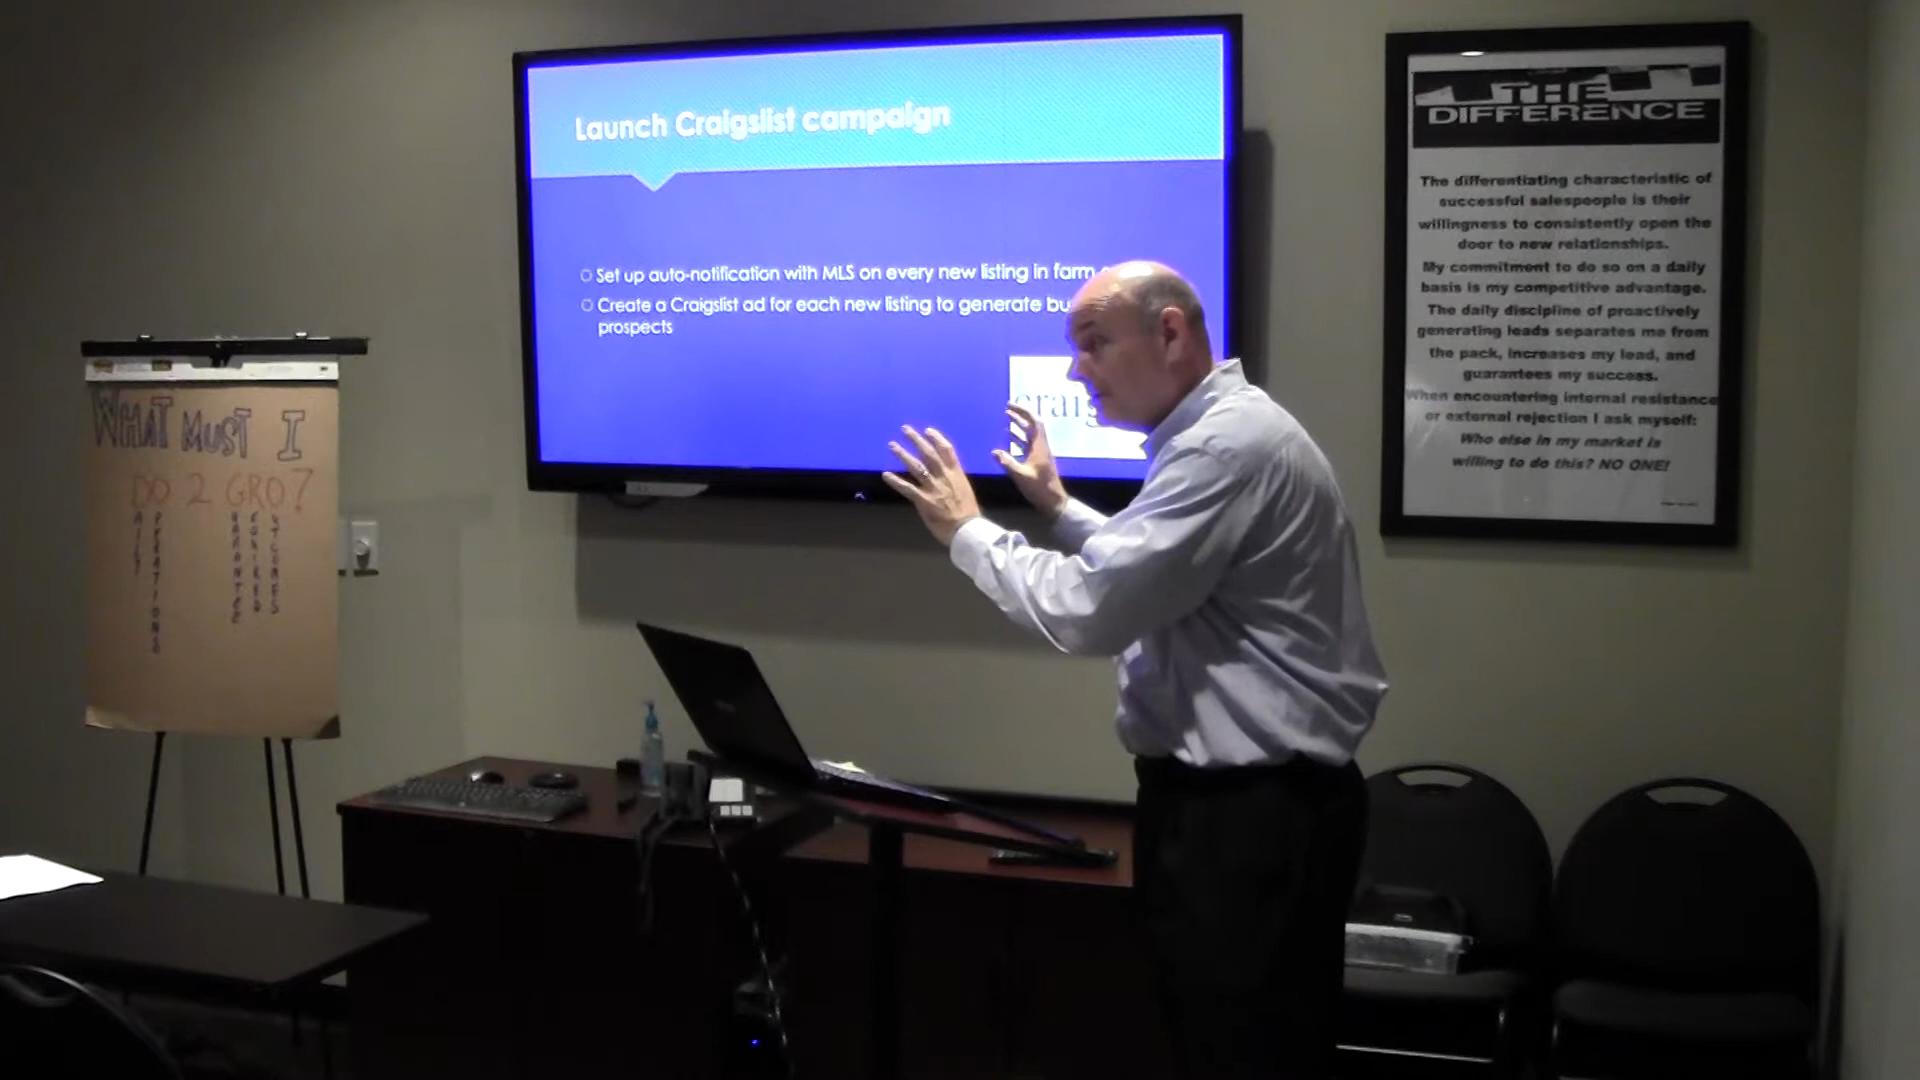 Launch Craigslist campaign
Set up auto-notification with MLS on every new listing in farm
Create a Craigslist ad for each new listing to generate
prospects
THE
DIFFERENCE
The differentiating characteristic of
successful salespeople is their
willingness to consistently open the
door to new relationships.
My commitment to do so on a daily
basis is my competitive advantage.
The daily discipline of proactively
generating leads separates me from
the pack, increases my lead, and
guarantees my success.
When encountering internal resistance
or external rejection I ask myself:
Who else in my market is
willing to do this? NO ONE!
WHAT MUST I
DO 2 GRO?